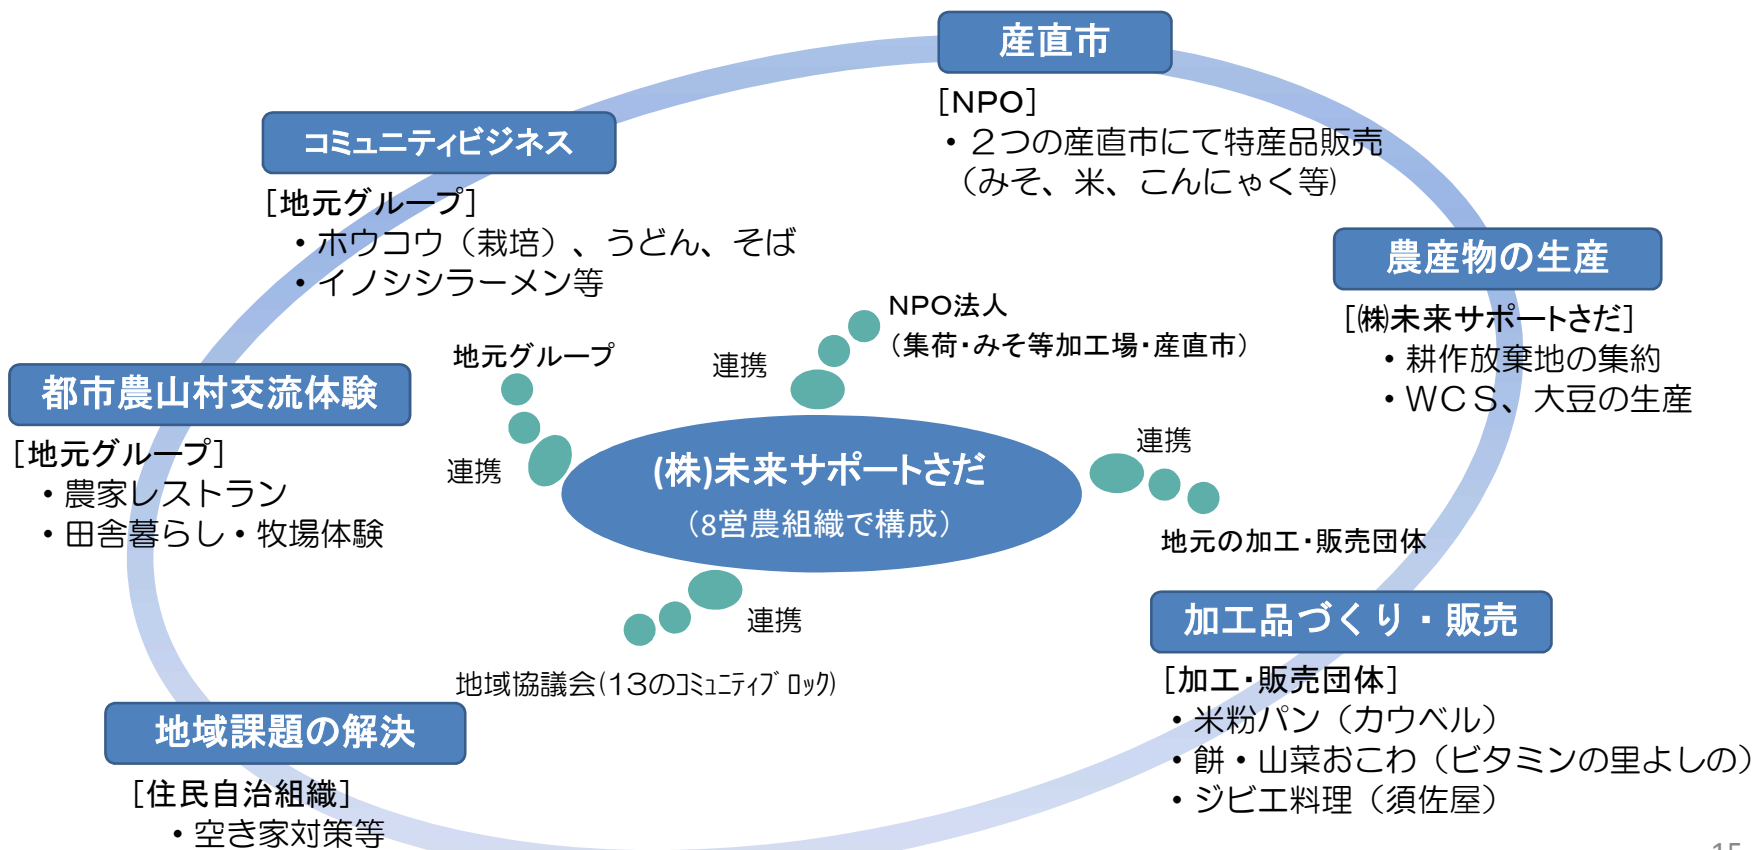 産直市
［NPO］
・２つの産直市にて特産品販売
（みそ、米、こんにゃく等）
コミュニティビジネス
［地元グループ］
・ホウコウ（栽培）、うどん、そば
・イノシシラーメン等
農産物の生産
［㈱未来サポートさだ］
・耕作放棄地の集約
・ＷＣＳ、大豆の生産
NPO法人
（集荷・みそ等加工場・産直市）
連携
地元グループ
連携
都市農山村交流体験
［地元グループ］
・農家レストラン
・田舎暮らし・牧場体験
(株)未来サポートさだ
（8営農組織で構成）
連携
地元の加工・販売団体
連携
地域協議会(13のｺﾐｭﾆﾃｨﾌﾞﾛｯｸ)
加工品づくり・販売
［加工・販売団体］
・米粉パン（カウベル）
・餅・山菜おこわ（ビタミンの里よしの）
・ジビエ料理（須佐屋）
地域課題の解決
［住民自治組織］
・空き家対策等
15